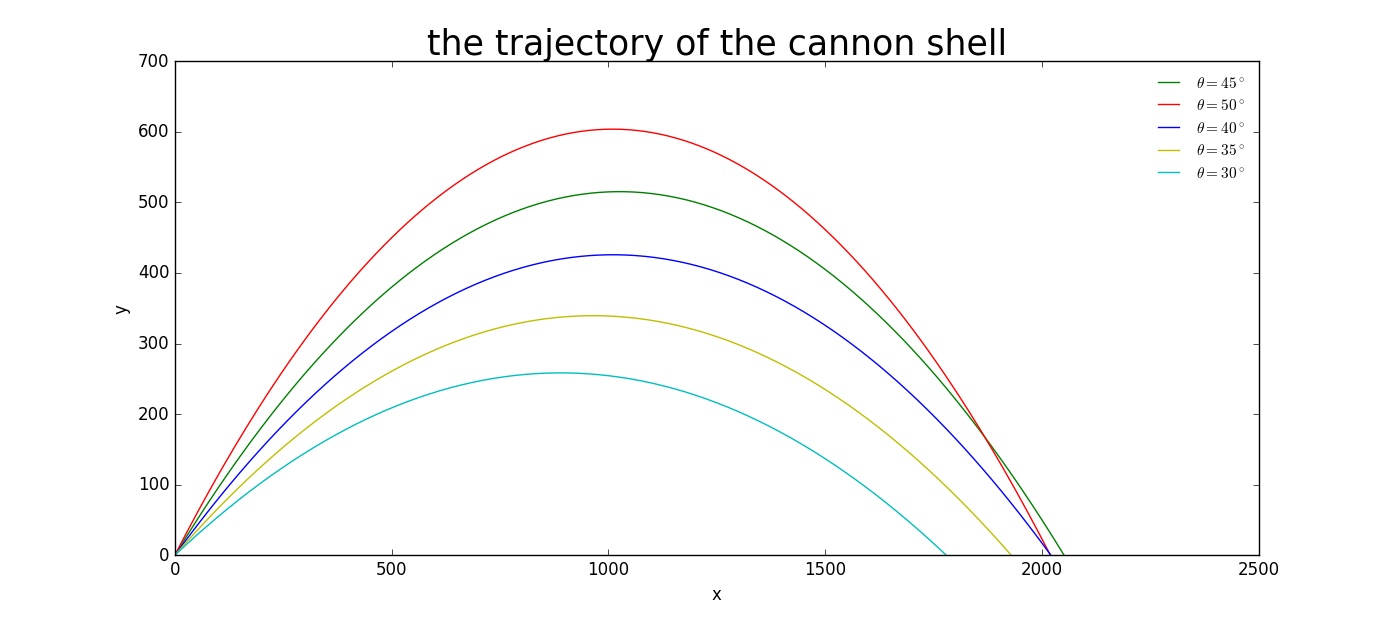 the trajectory of the cannon shell
700
600
500
400
300
200
100
0
y
0 500 1000 1500 2000 2500
x
θ = 45°
θ = 50°
θ = 40°
θ = 35°
θ = 30°